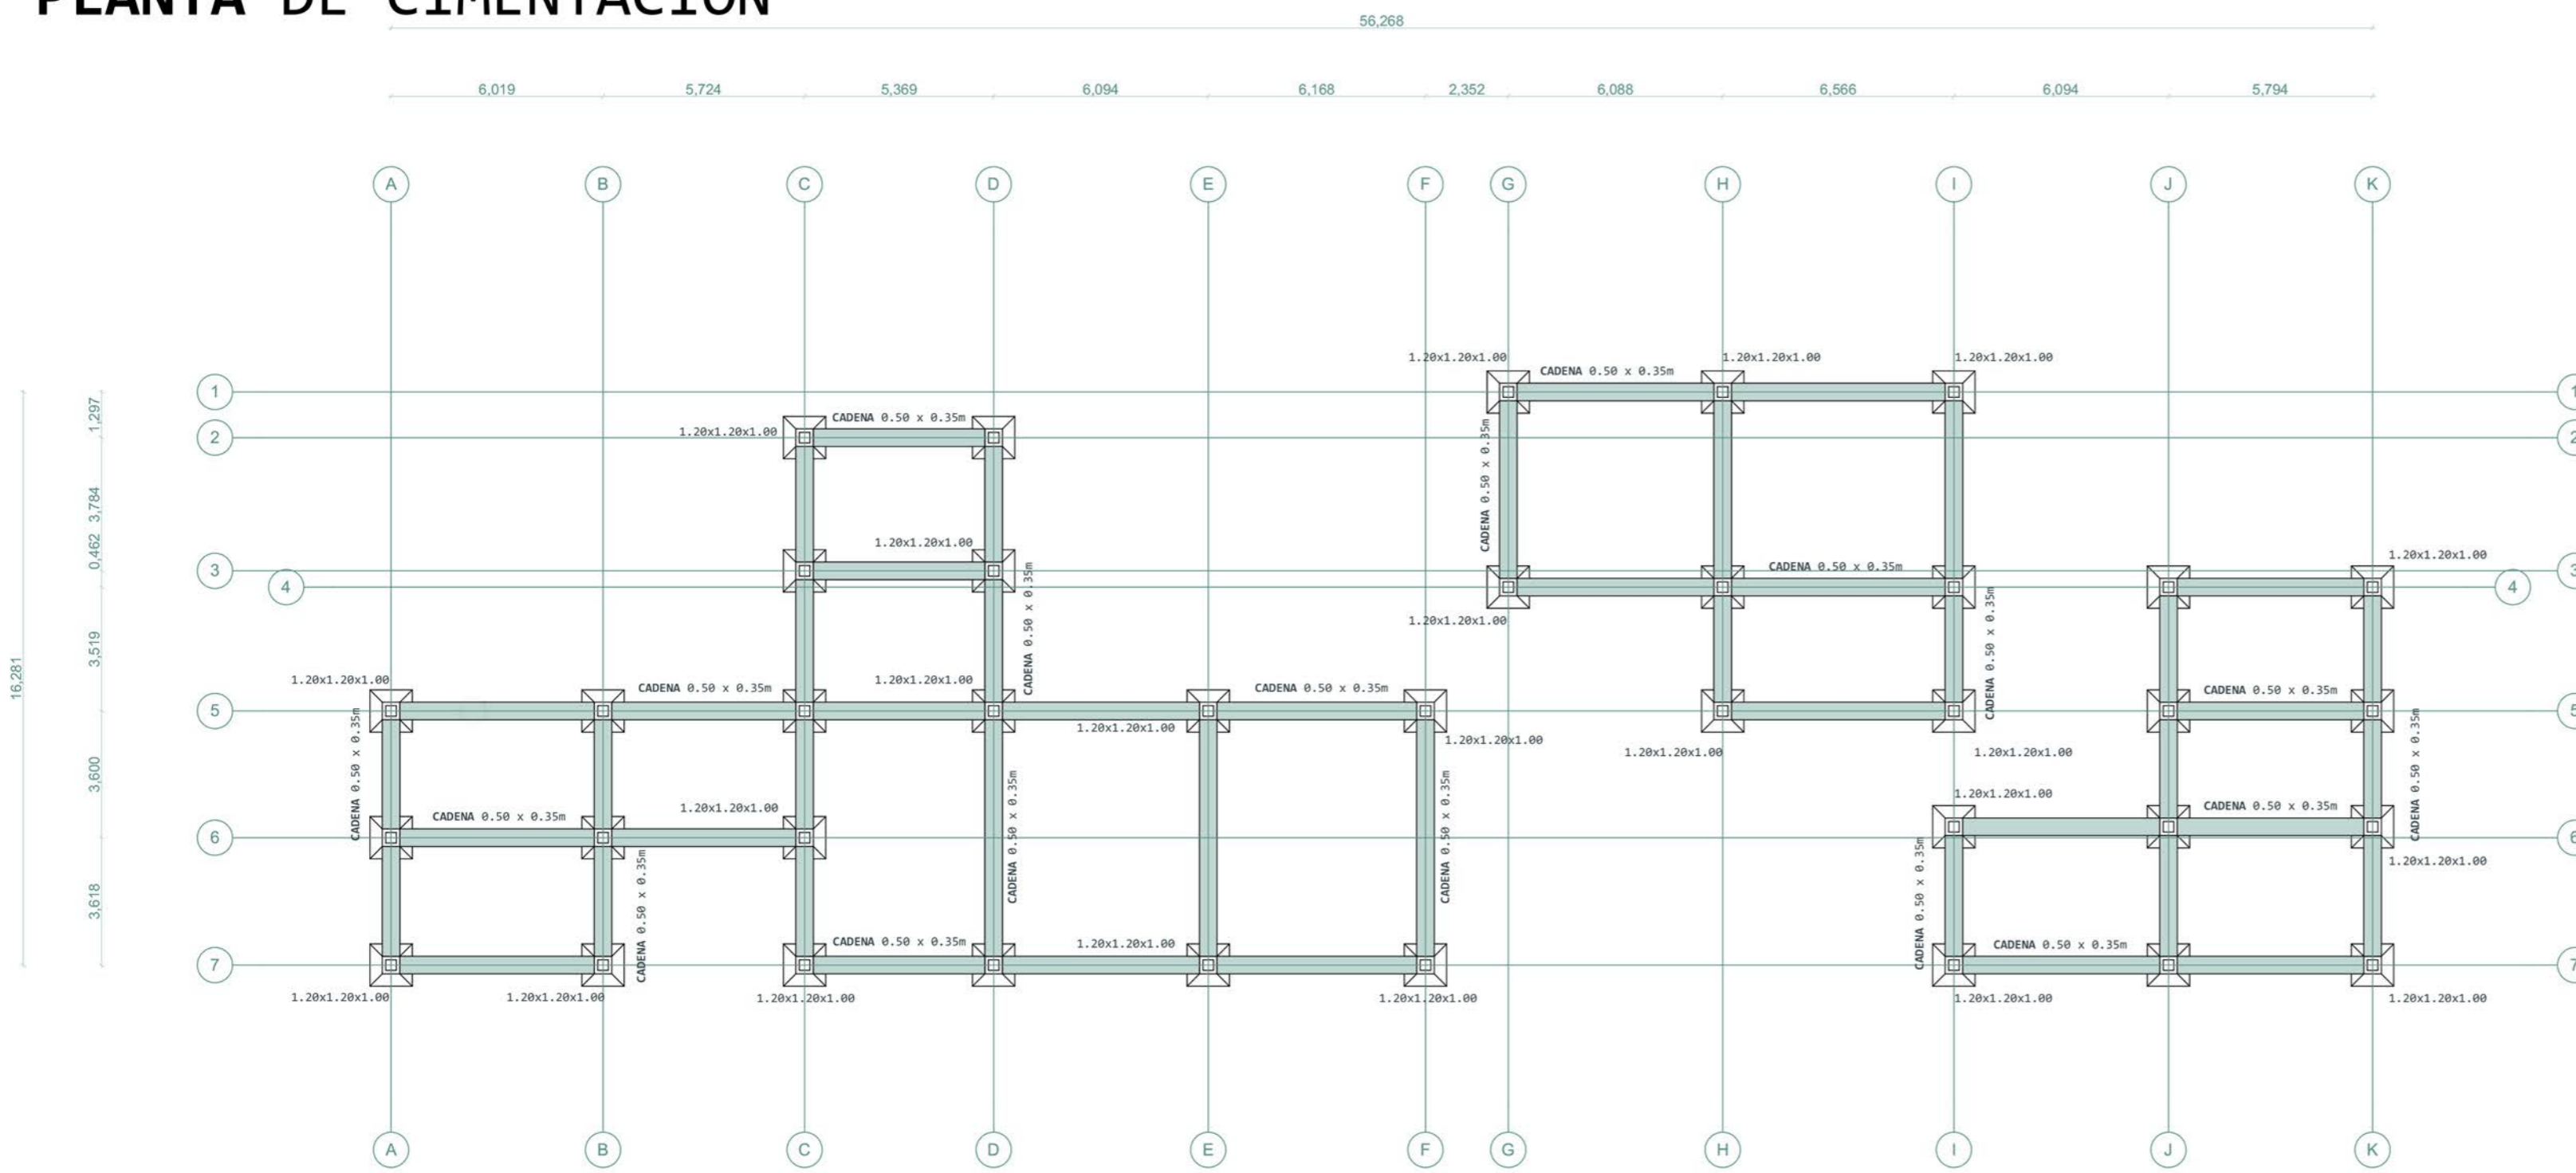 PLANTA DE CIMENTACIÓN
56,268
6,019 5,724 5,369 6,094 6,168 2,352 6,088 6,566 6,094 5,794
A B C D E F G H I J K
1.20x1.20x1.00 1.20x1.20x1.00 1.20x1.20x1.00
CADENA 0.50 x 0.35m
1 1
1,297
CADENA 0.50 x 0.35m
1.20x1.20x1.00
2 2
CADENA 0.50 x 0.35m
3,784
1.20x1.20x1.00
0,462
1.20x1.20x1.00
CADENA 0.50 x 0.35m
3 3
4 4
1.20x1.20x1.00
CADENA 0.50 x 0.35m
CADENA 0.50 x 0.35m
3,519
16,281
1.20x1.20x1.00 1.20x1.20x1.00
CADENA 0.50 x 0.35m CADENA 0.50 x 0.35m CADENA 0.50 x 0.35m
5 5
1.20x1.20x1.00
1.20x1.20x1.00
1.20x1.20x1.00 1.20x1.20x1.00
CADENA 0.50 x 0.35m
3,600
CADENA 0.50 x 0.35m
1.20x1.20x1.00
1.20x1.20x1.00
CADENA 0.50 x 0.35m
CADENA 0.50 x 0.35m
CADENA 0.50 x 0.35m
CADENA 0.50 x 0.35m
6 6
1.20x1.20x1.00
3,618
CADENA 0.50 x 0.35m
CADENA 0.50 x 0.35m
CADENA 0.50 x 0.35m 1.20x1.20x1.00 CADENA 0.50 x 0.35m
7 7
1.20x1.20x1.00 1.20x1.20x1.00 1.20x1.20x1.00 1.20x1.20x1.00 1.20x1.20x1.00 1.20x1.20x1.00
A B C D E F G H I J K